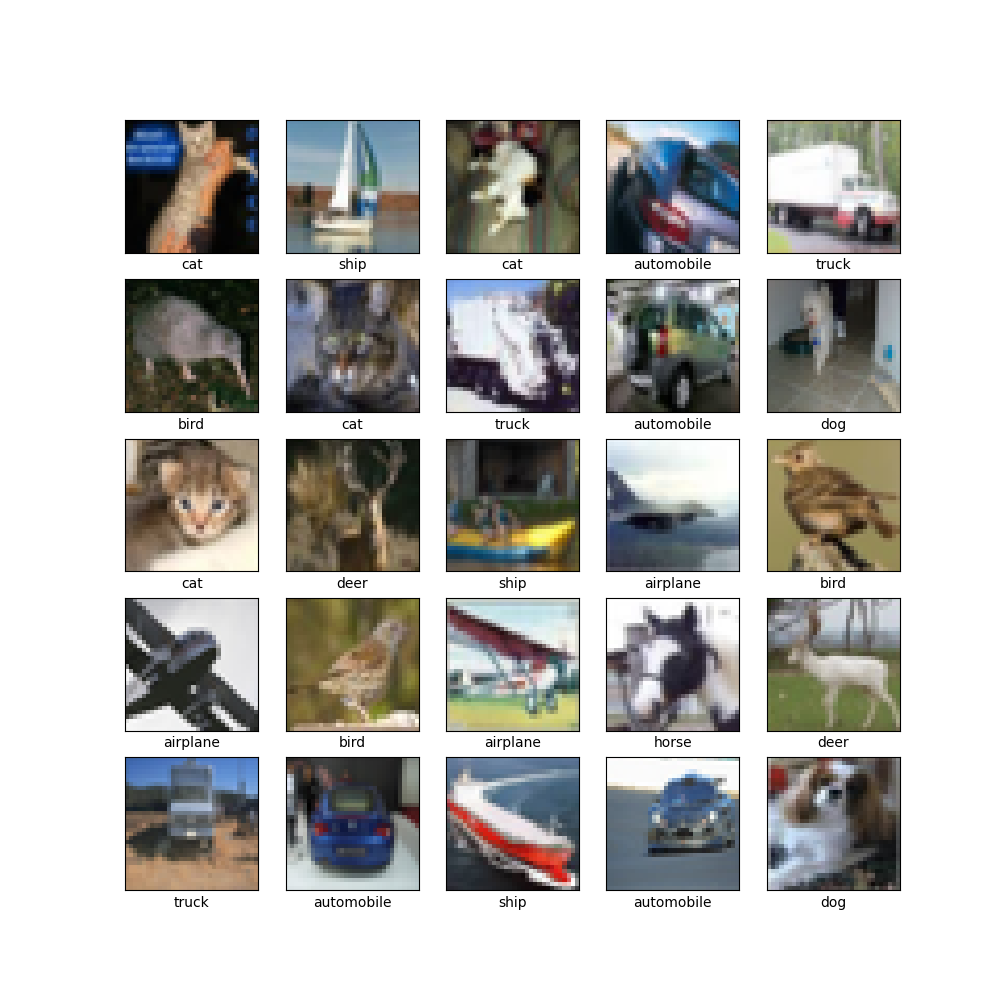 cat
ship
cat
automobile
truck
bird
cat
truck
automobile
dog
cat
deer
ship
airplane
bird
airplane
bird
airplane
horse
deer
truck
automobile
ship
automobile
dog